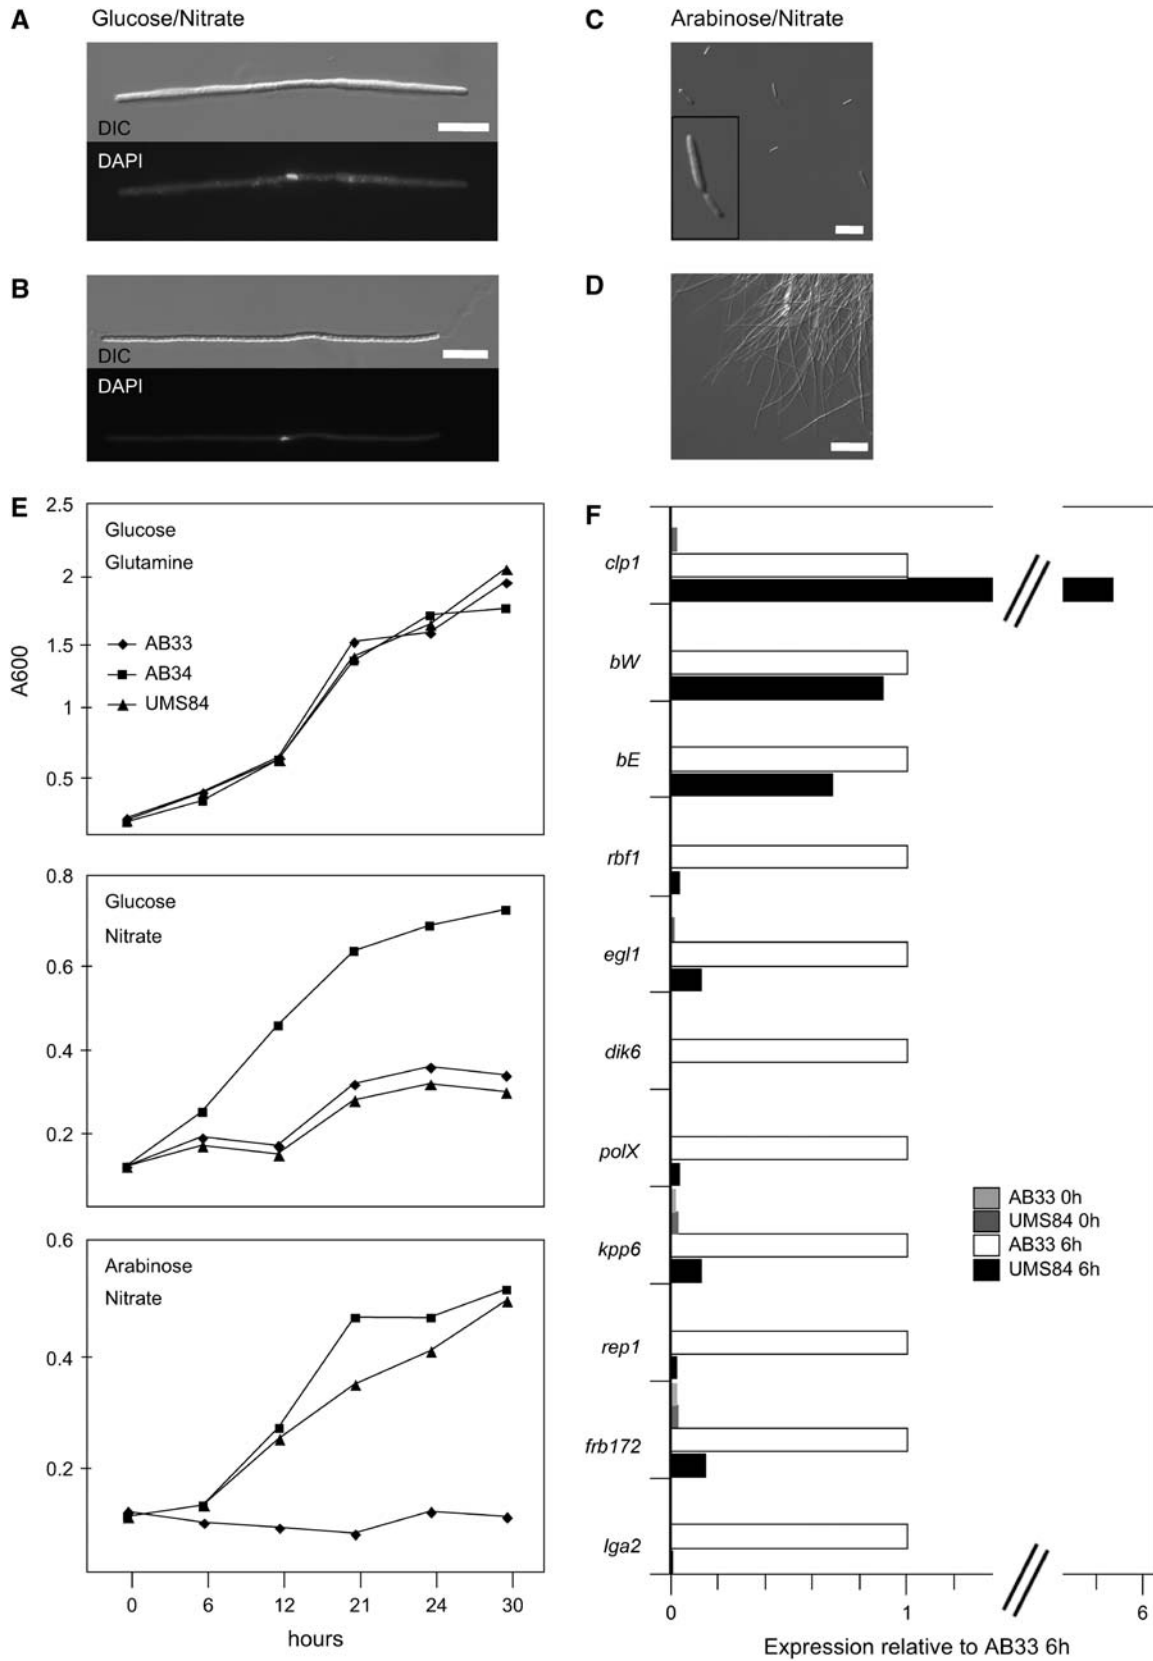 A Glucose/Nitrate
DIC
DAPI
B
DIC
DAPI
C Arabinose/Nitrate
D
E
2.5
2
1.5
1
0.5
A600
Glucose
Glutamine
AB33
AB34
UMS84
0.8
0.6
0.4
0.2
Glucose
Nitrate
0.6
0.4
0.2
Arabinose
Nitrate
0 6 12 21 24 30
hours
F
clp1
bW
bE
rbf1
egl1
dik6
polX
kpp6
rep1
frb172
lga2
AB33 0h
UMS84 0h
AB33 6h
UMS84 6h
0 1 6
Expression relative to AB33 6h